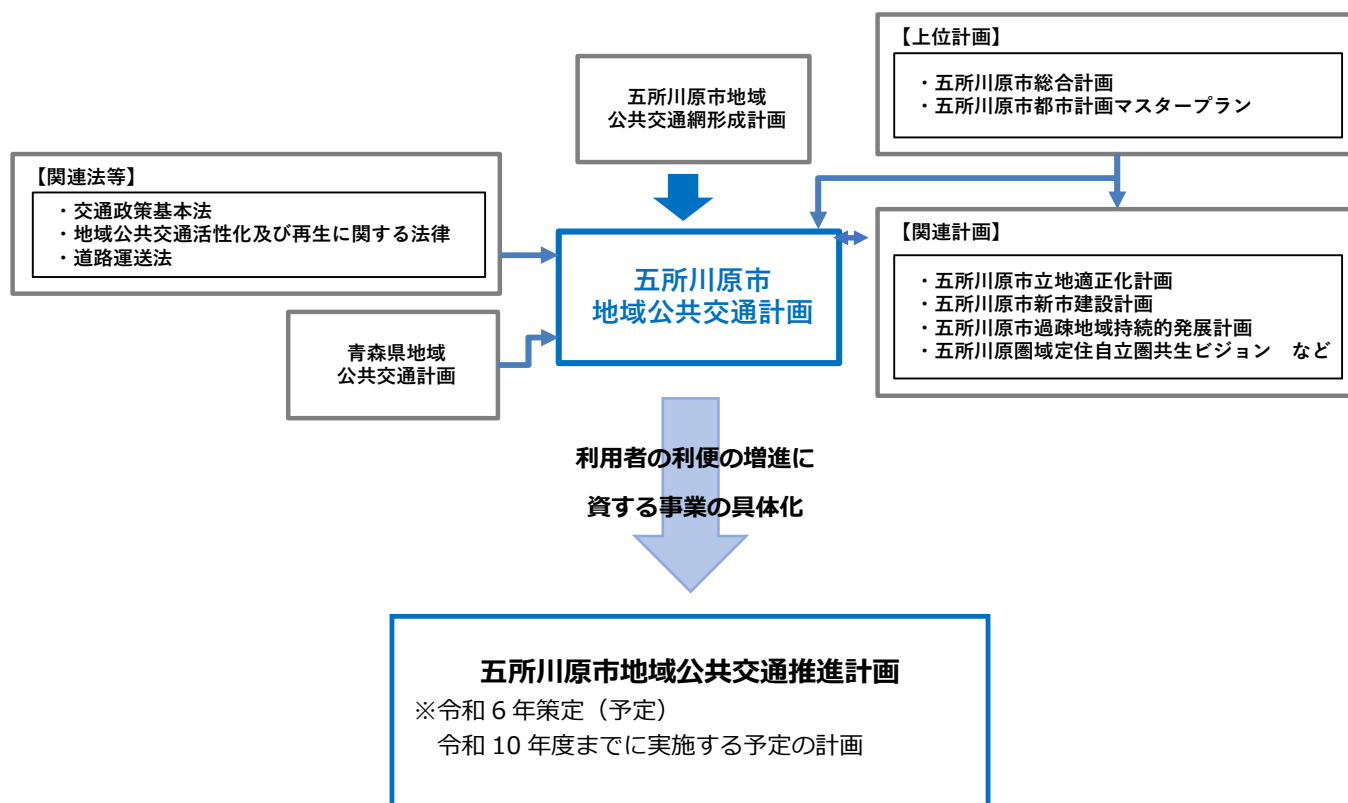 【上位計画】
・五所川原市総合計画
・五所川原市都市計画マスタープラン
五所川原市地域
公共交通網形成計画
【関連法等】
・交通政策基本法
・地域公共交通活性化及び再生に関する法律
・道路運送法
五所川原市
地域公共交通計画
【関連計画】
・五所川原市立地適正化計画
・五所川原市新市建設計画
・五所川原市過疎地域持続的発展計画
・五所川原圏域定住自立圏共生ビジョン　など
青森県地域
公共交通計画
利用者の利便の増進に
資する事業の具体化
五所川原市地域公共交通推進計画
※令和 6 年策定（予定）
令和 10 年度までに実施する予定の計画